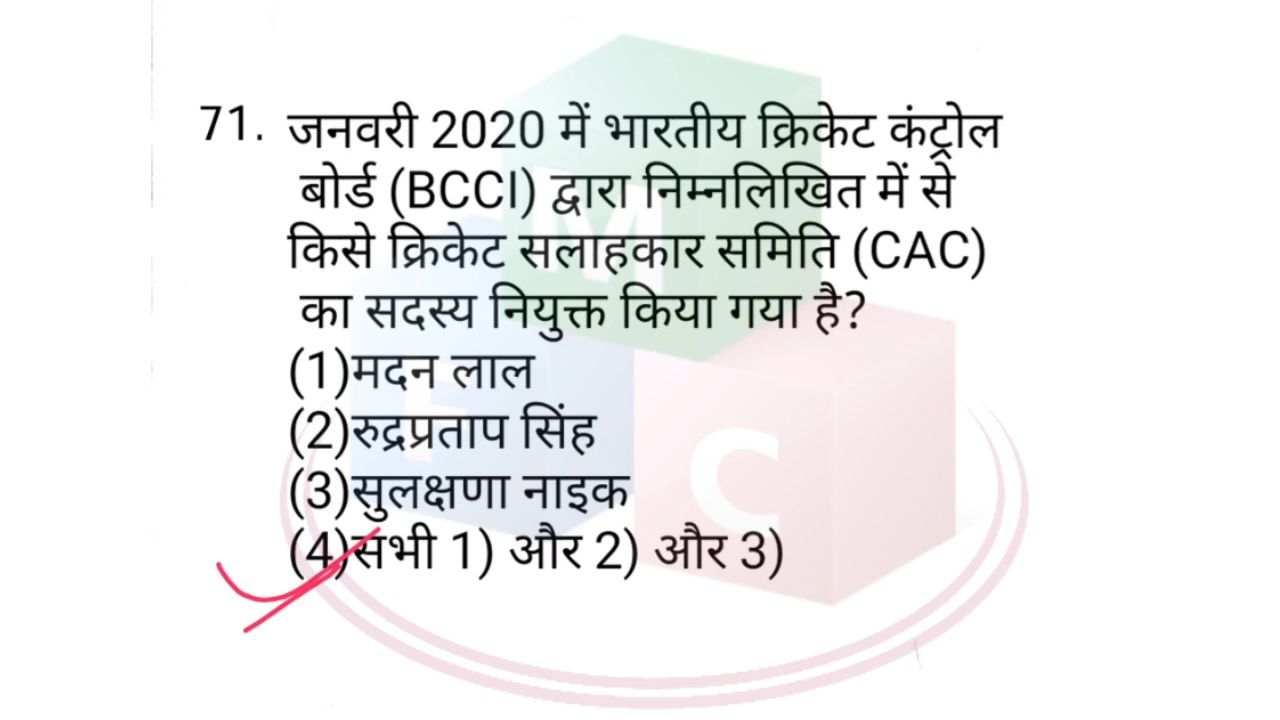 71. जनवरी 2020 में भारतीय क्रिकेट कंट्रोल
बोर्ड (BCCI) द्वारा निम्नलिखित में से
किसे क्रिकेट सलाहकार समिति (CAC)
का सदस्य नियुक्त किया गया है?
(1)मदन लाल
(2)रुद्रप्रताप सिंह
(3)सुलक्षणा नाइक
(4)सभी 1) और 2) और 3)
M
E
C